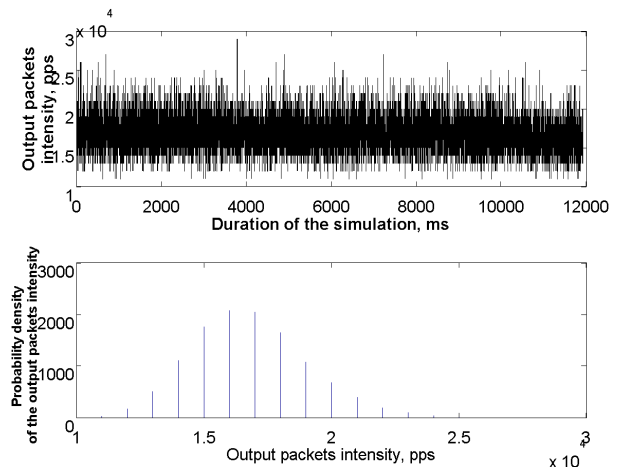 x 10
4
3
2.5
2
1.5
1
Output packets
intensity, pps
0
2000
4000
6000
8000
10000
12000
Duration of the simulation, ms
3000
2000
1000
0
Probability density
of the output packets intensity
1
1.5
2
2.5
3
Output packets intensity, pps
x 10
4